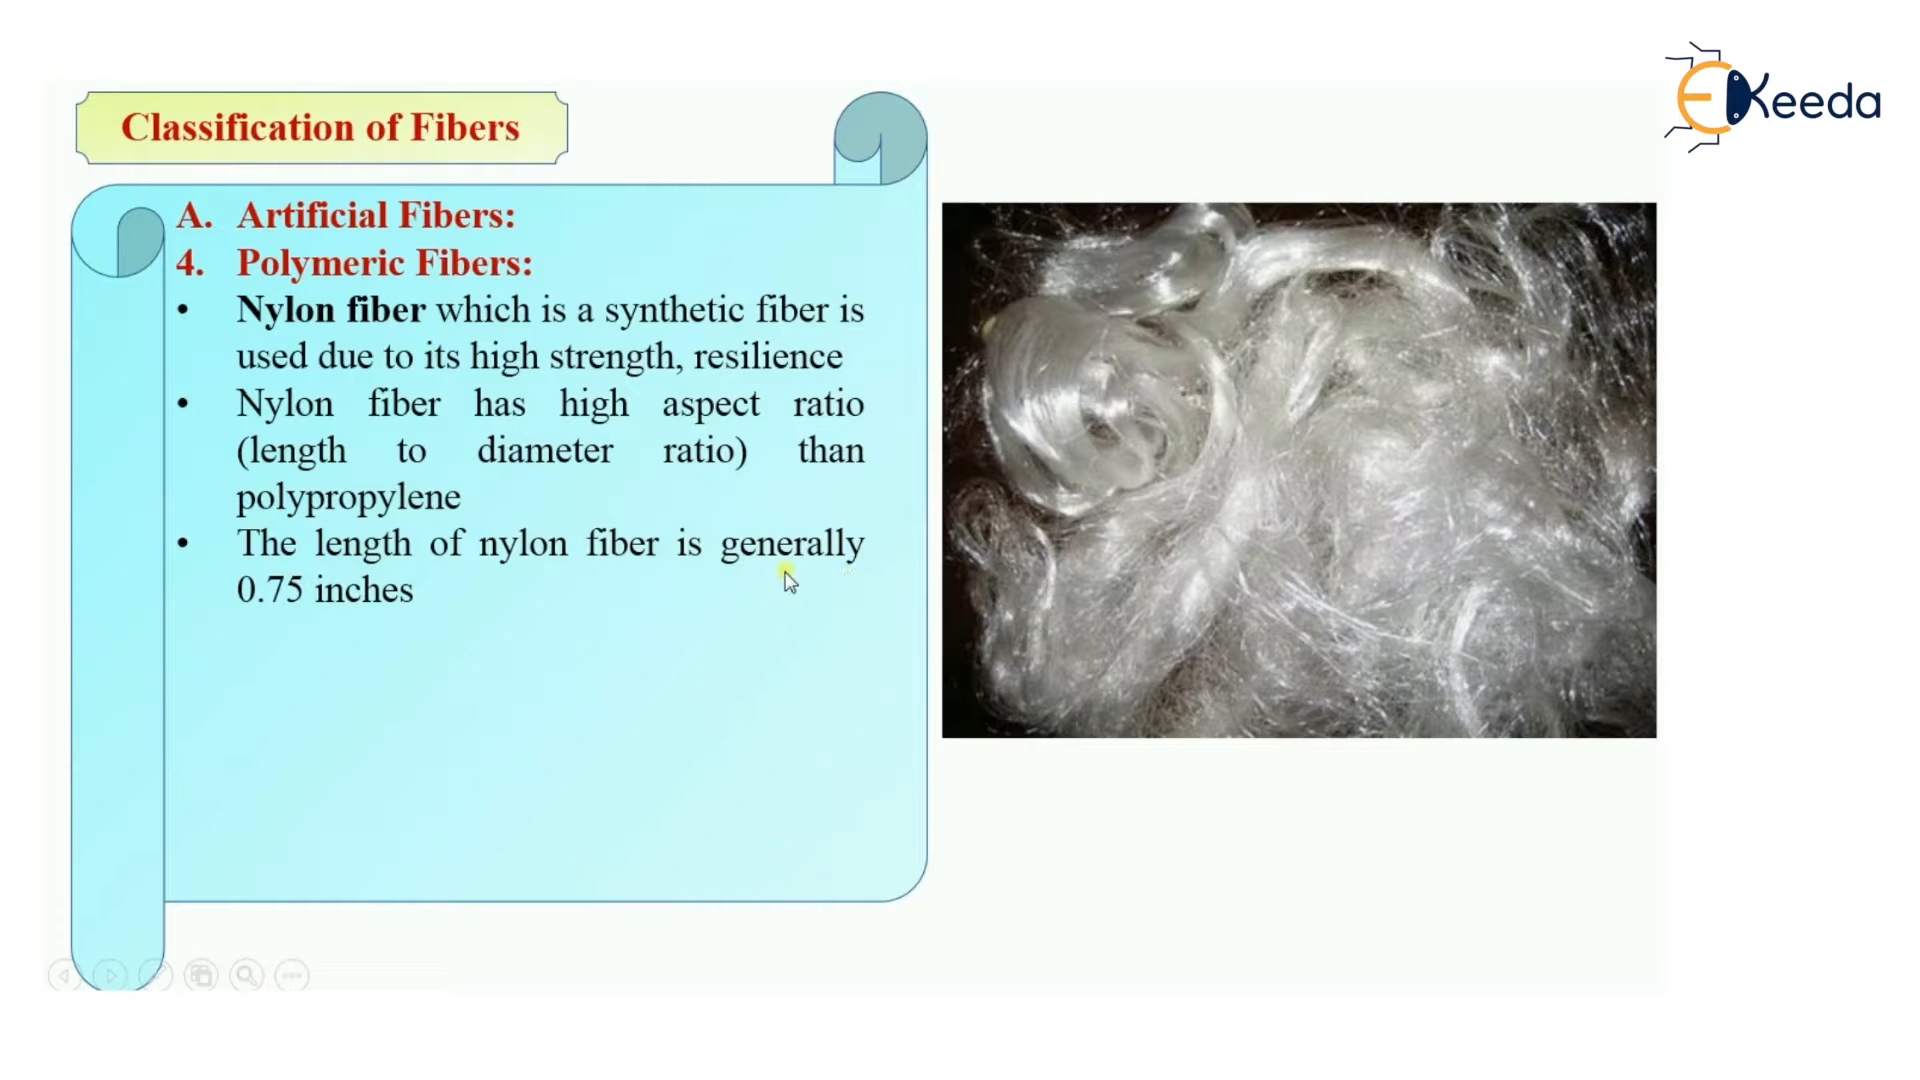 EKeeda
Classification of Fibers
A. Artificial Fibers:
4. Polymeric Fibers:
• Nylon fiber which is a synthetic fiber is
used due to its high strength, resilience
• Nylon fiber has high aspect ratio
(length to diameter ratio) than
polypropylene
• The length of nylon fiber is generally
0.75 inches